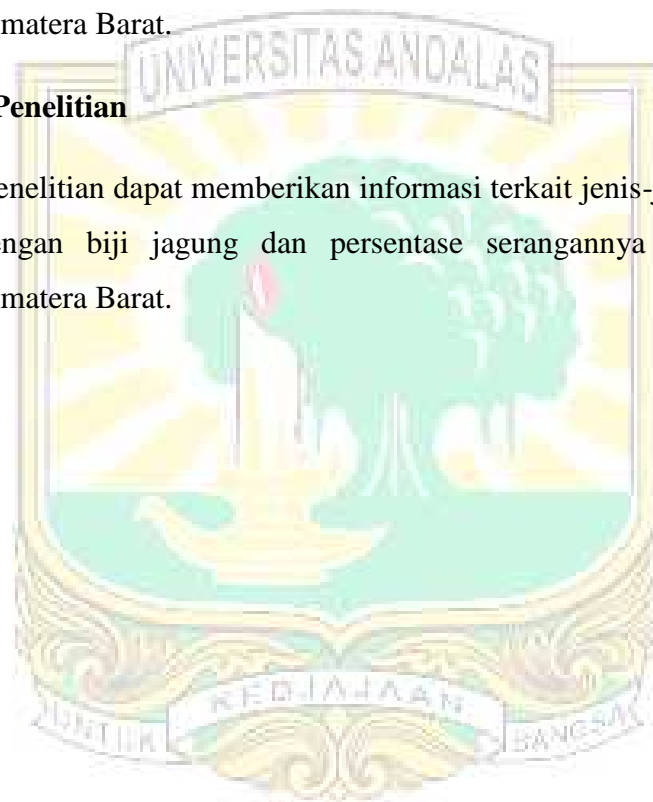 matera Barat.
UNIVERSITAS ANDALAS
Penelitian
enelitian dapat memberikan informasi terkait jenis-j
engan biji jagung dan persentase serangannya
matera Barat.
KEDJAJAAN
UNTUK BANGSA